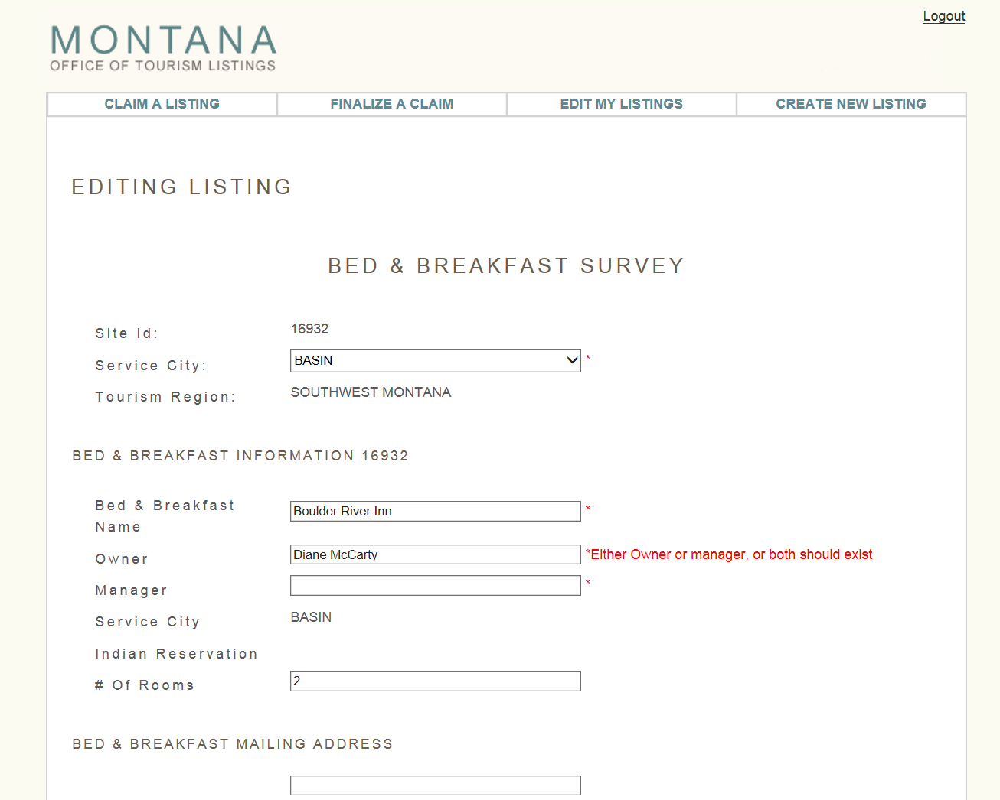 Logout
MONTANA
OFFICE OF TOURISM LISTINGS
CLAIM A LISTING FINALIZE A CLAIM EDIT MY LISTINGS CREATE NEW LISTING
EDITING LISTING
BED & BREAKFAST SURVEY
Site Id: 16932
Service City: BASIN *
Tourism Region: SOUTHWEST MONTANA
BED & BREAKFAST INFORMATION 16932
Bed & Breakfast
Name Boulder River Inn *
Owner Diane McCarty *Either Owner or manager, or both should exist
Manager *
Service City BASIN
Indian Reservation
# Of Rooms 2
BED & BREAKFAST MAILING ADDRESS